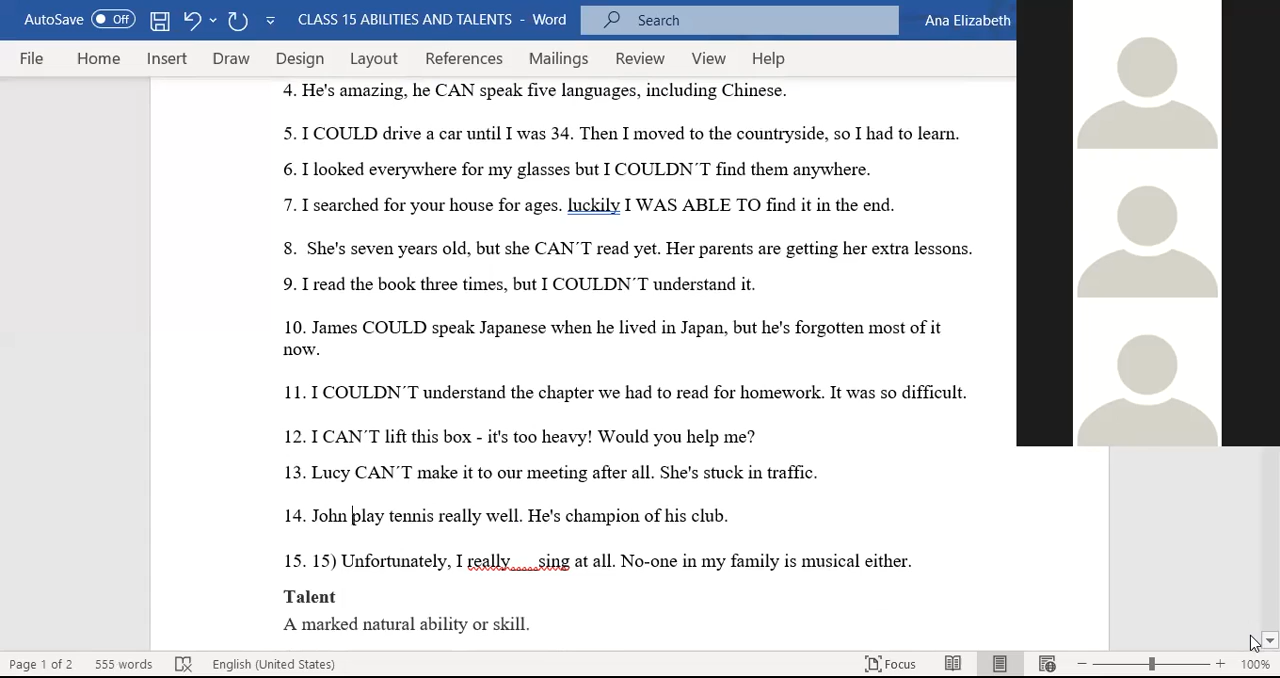 AutoSave Off CLASS 15 ABILITIES AND TALENTS - Word Search Ana Elizabeth
File Home Insert Draw Design Layout References Mailings Review View Help
4. He's amazing, he CAN speak five languages, including Chinese.
5. I COULD drive a car until I was 34. Then I moved to the countryside, so I had to learn.
6. I looked everywhere for my glasses but I COULDN´T find them anywhere.
7. I searched for your house for ages. luckily I WAS ABLE TO find it in the end.
8. She's seven years old, but she CAN´T read yet. Her parents are getting her extra lessons.
9. I read the book three times, but I COULDN´T understand it.
10. James COULD speak Japanese when he lived in Japan, but he's forgotten most of it
now.
11. I COULDN´T understand the chapter we had to read for homework. It was so difficult.
12. I CAN´T lift this box - it's too heavy! Would you help me?
13. Lucy CAN´T make it to our meeting after all. She's stuck in traffic.
14. John play tennis really well. He's champion of his club.
15. 15) Unfortunately, I really.....sing at all. No-one in my family is musical either.
Talent
A marked natural ability or skill.
Page 1 of 2 555 words English (United States) Focus 100%